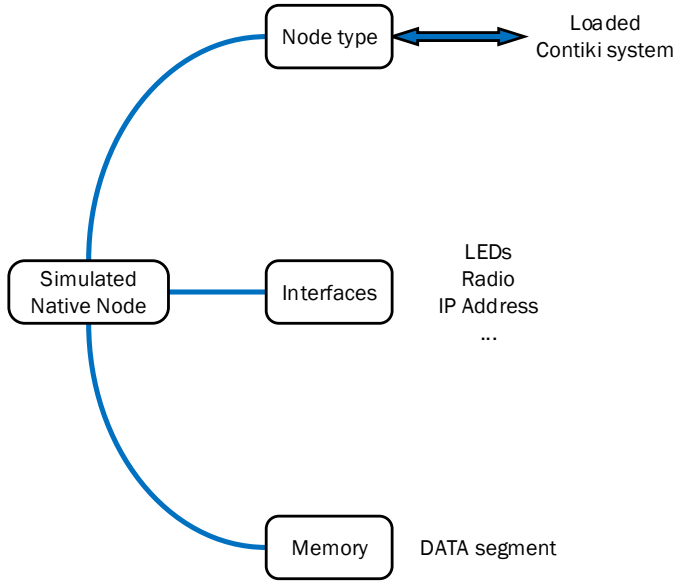 Node type
Loaded
Contiki system
Simulated
Native Node
Interfaces
LEDs
Radio
IP Address
...
Memory
DATA segment